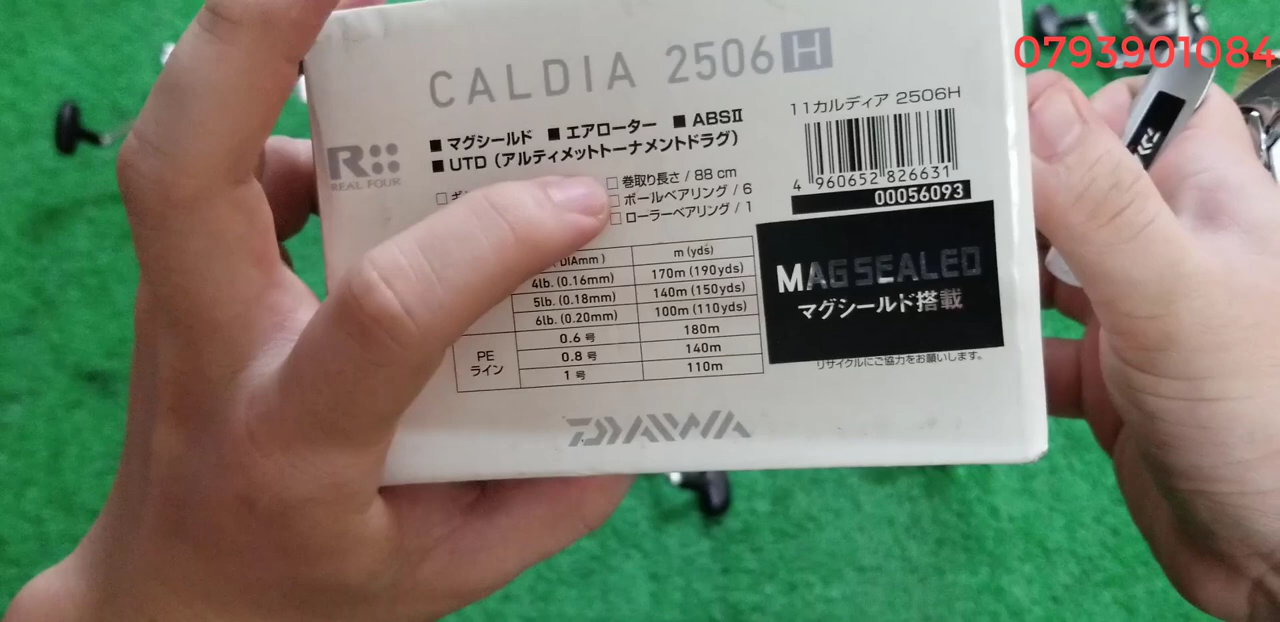 0793901084
CALDIA 2506H
11カルディア 2506H
■ マグシールド ■ エアローター ■ ABSⅡ
■ UTD (アルティメットトーナメントドラグ)
R
REAL FOUR
□ 巻取り長さ / 88 cm
□ ボールベアリング / 6
□ ローラーベアリング / 1
4 960652 826631
00056093
DIAmm) m (yds)
4lb. (0.16mm) 170m (190yds)
5lb. (0.18mm) 140m (150yds)
6lb. (0.20mm) 100m (110yds)
PE ライン
0.6 号 180m
0.8 号 140m
1 号 110m
MAGSEALED
マグシールド搭載
リサイクルにご協力をお願いします。
DAIWA